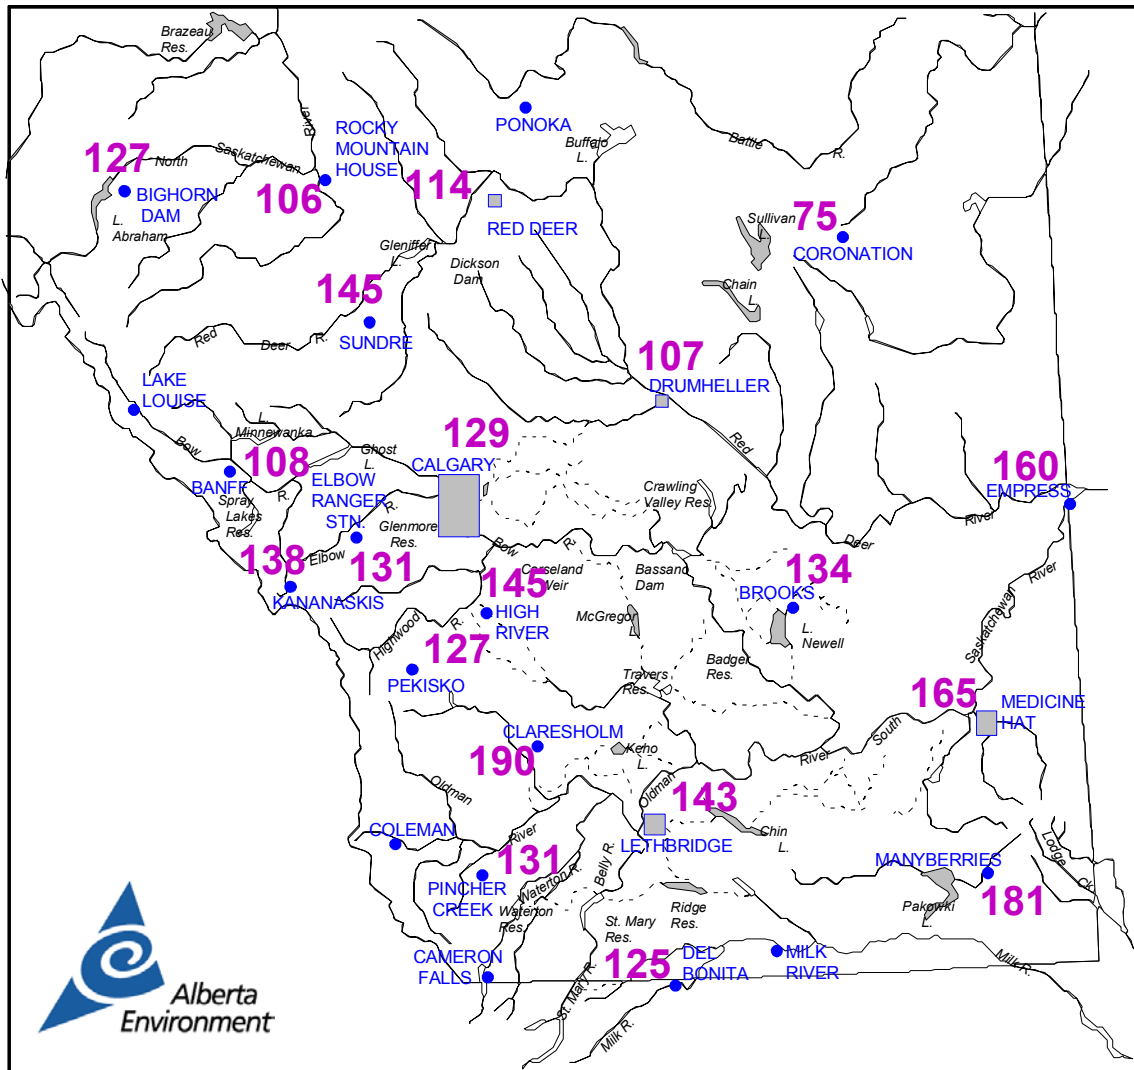 Brazeau
Res.
River
ROCKY
MOUNTAIN
HOUSE
PONOKA
127
North
Saskatchewan
BIGHORN
DAM
L.
Abraham
106
114
RED DEER
Buffalo
L.
Battle
R.
Sullivan
L.
75
CORONATION
Gleniffer
L.
Dickson
Dam
Chain
L.
145
SUNDRE
Red
Deer
R.
107
DRUMHELLER
Red
LAKE
LOUISE
L.
Minnewanka
Bow
Ghost
L.
129
CALGARY
108
BANFF
R.
Spray
Lakes
Res.
ELBOW
RANGER
STN.
R.
Glenmore
Res.
Elbow
Crawling
Valley Res.
160
EMPRESS
River
Deer
138
KANANASKIS
131
Bow
R.
Carseland
Weir
Bassano
Dam
145
HIGH
RIVER
Highwood
R.
McGregor
L.
134
BROOKS
L.
Newell
River
Saskatchewan
127
PEKISKO
Travers
Res.
Badger
Res.
165
MEDICINE
HAT
CLARESHOLM
190
Keho
L.
River
South
Oldman
Oldman
143
LETHBRIDGE
Chin
L.
COLEMAN
River
131
PINCHER
CREEK
Waterton R.
Waterton
Res.
Belly R.
MANYBERRIES
181
Pakowki
L.
Lodge
Ck.
Ridge
Res.
St. Mary
Res.
CAMERON
FALLS
125
DEL
BONITA
MILK
RIVER
Milk R.
St. Mary R.
Milk R.
Alberta
Environment